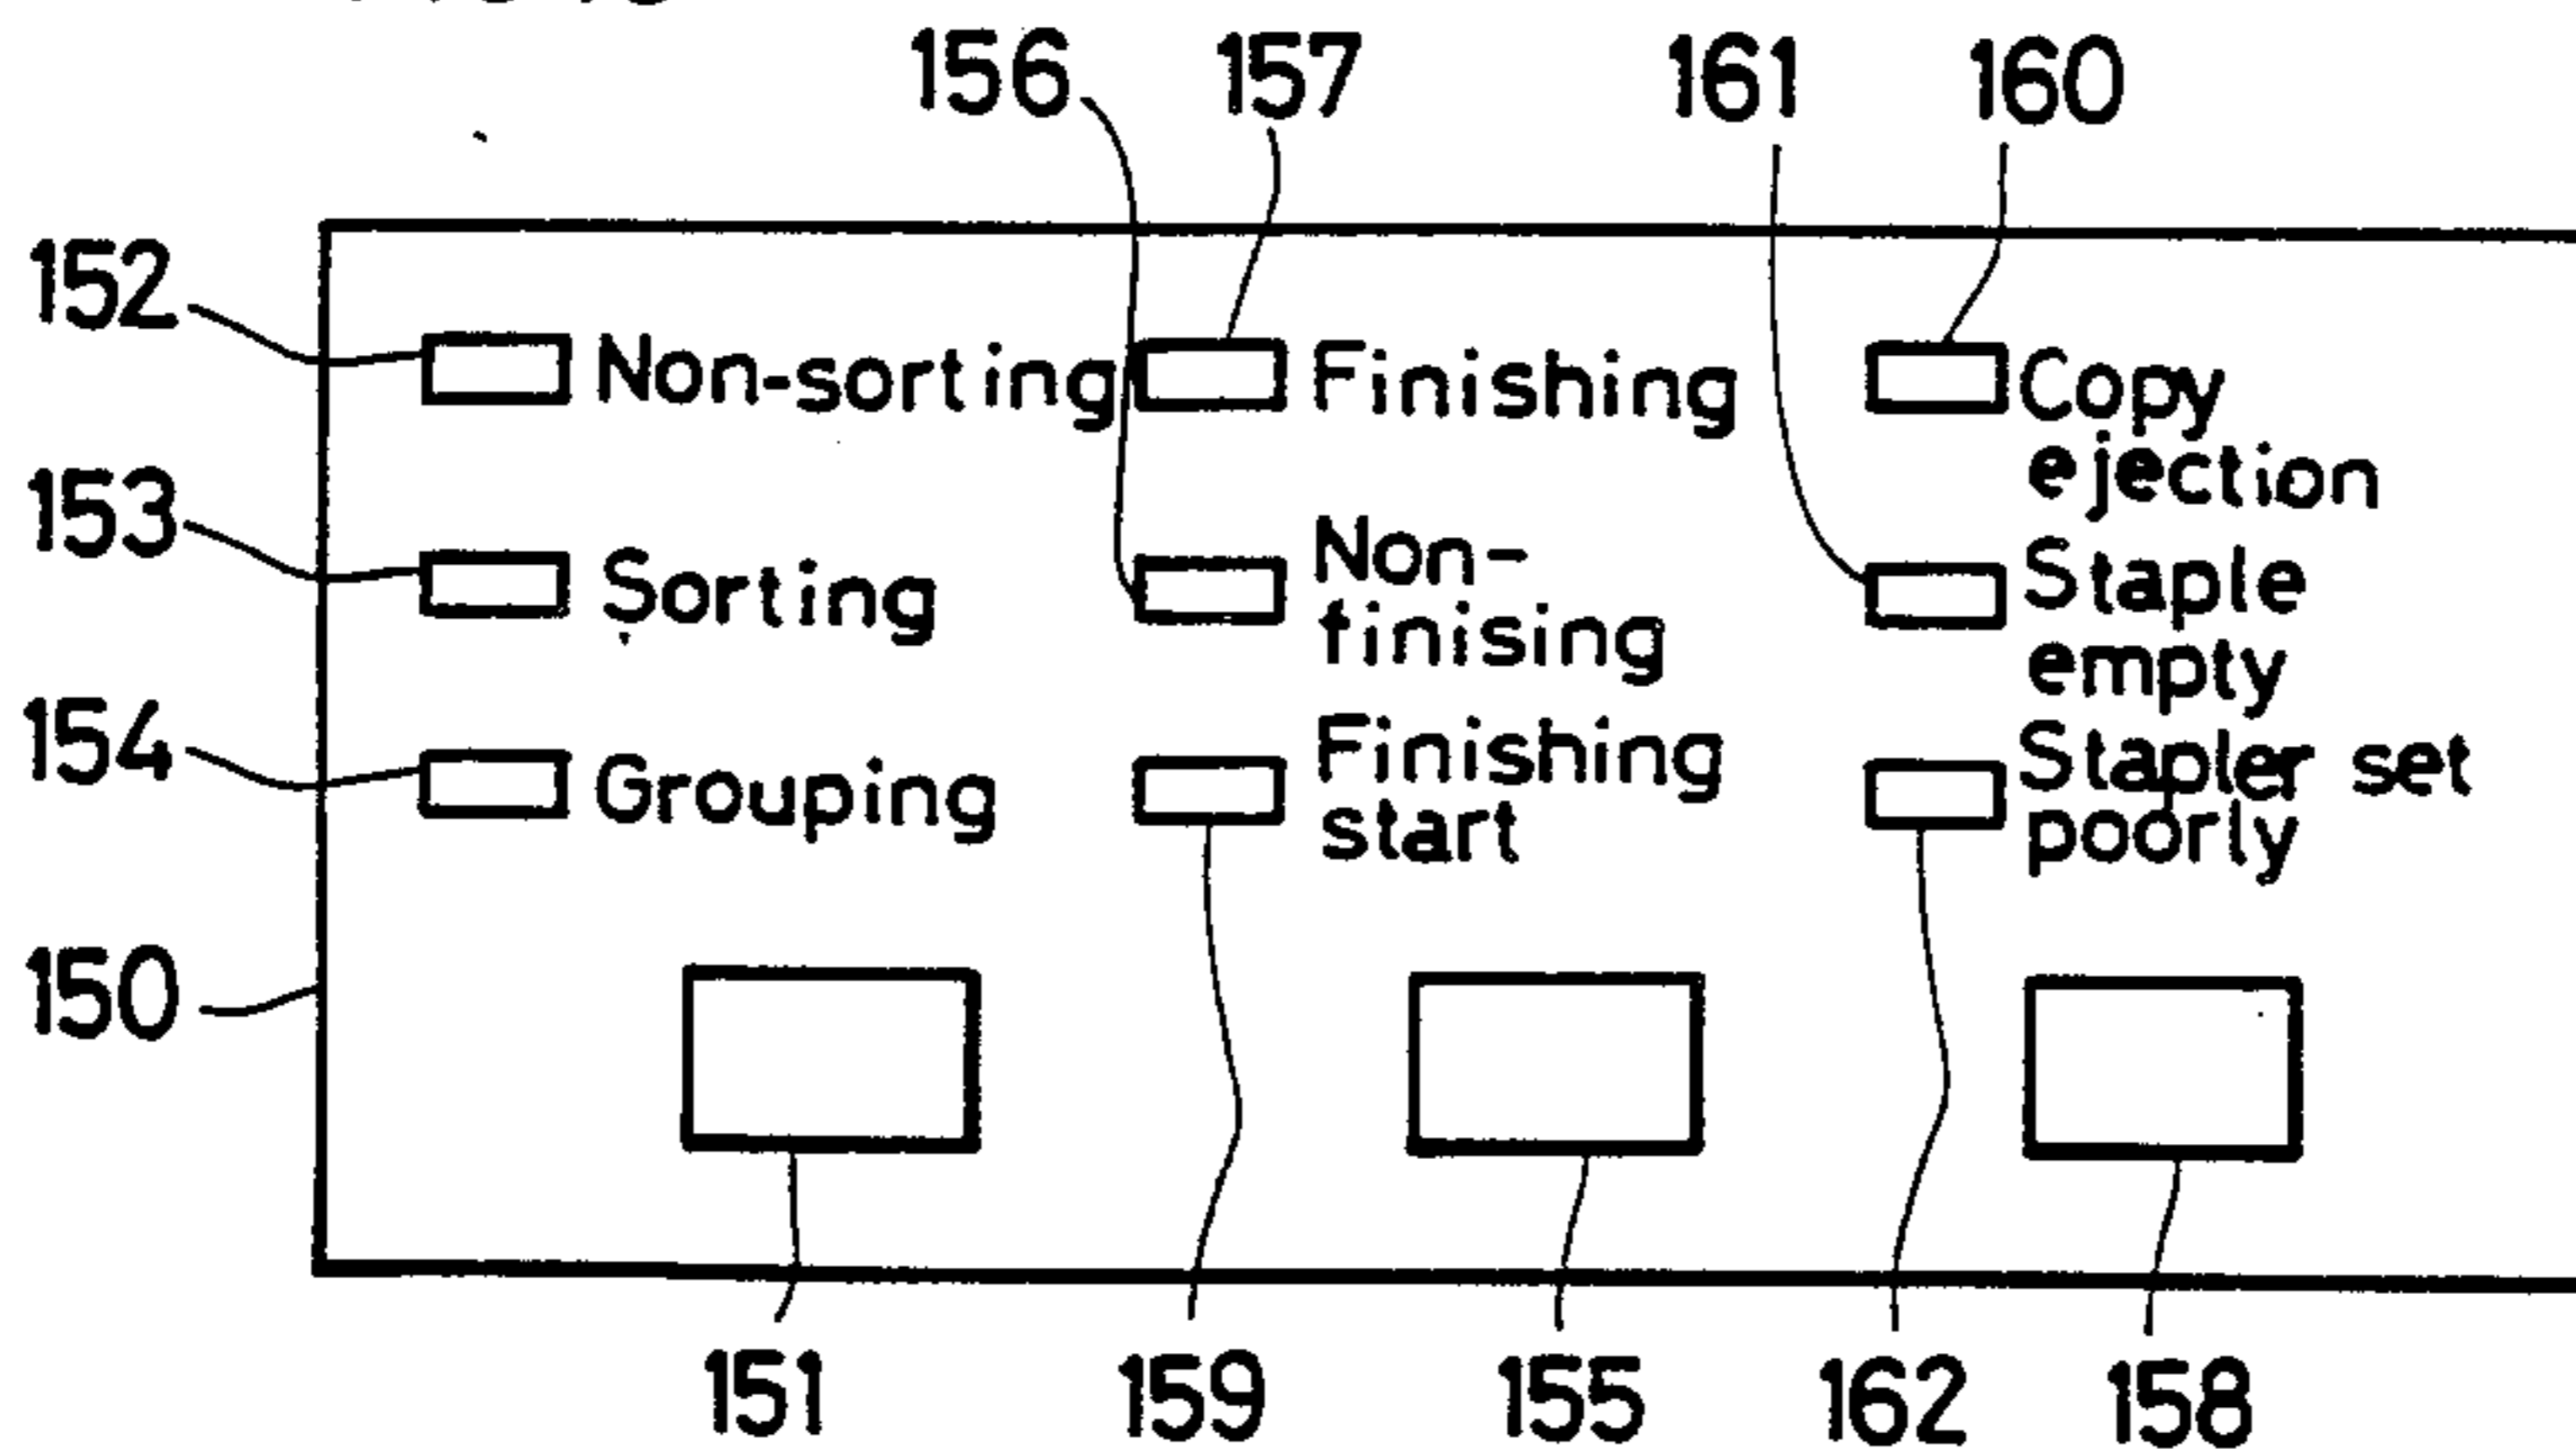 156 157 161 160
152 Non-sorting Finishing Copy
ejection
153 Sorting Non-
finising Staple
empty
154 Grouping Finishing
start Stapler set
poorly
150
151 159 155 162 158